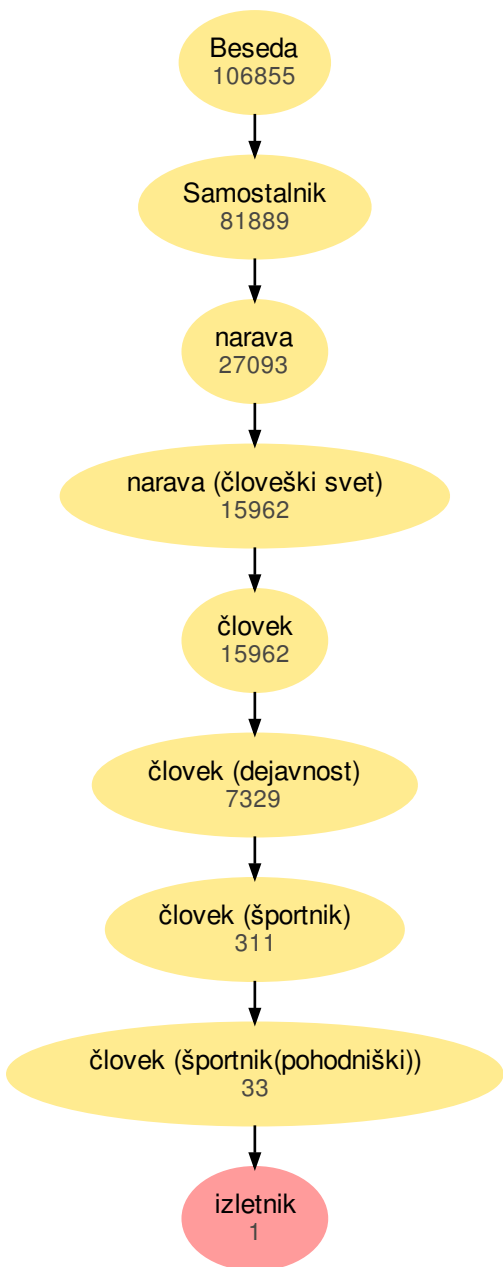 Beseda
106855
Samostalnik
81889
narava
27093
narava (človeški svet)
15962
človek
15962
človek (dejavnost)
7329
človek (športnik)
311
človek (športnik(pohodniški))
33
izletnik
1